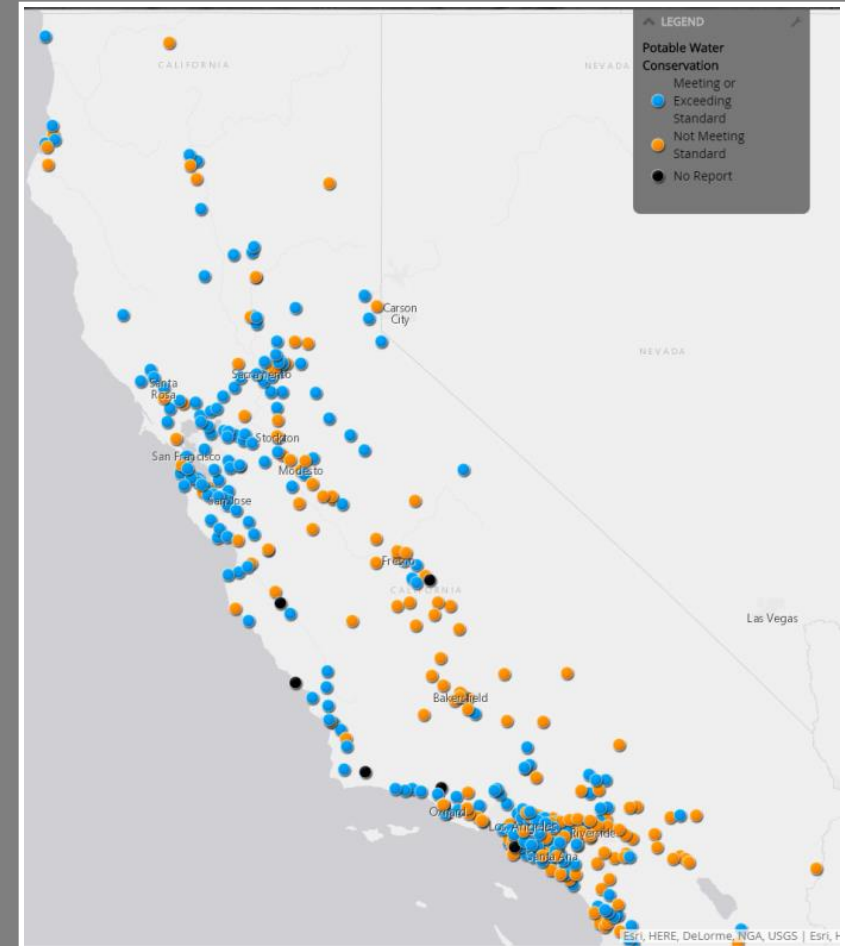 LEGEND
Potable Water
Conservation
Meeting or
Exceeding
Standard
Not Meeting
Standard
No Report
CALIFORNIA
NEVADA
Carson
City
NEVADA
Santa
Rosa
Sacramento
Stockton
San Francisco
Modesto
San Jose
Fresno
CALIFORNIA
Las Vegas
Bakersfield
Oxnard
Los Angeles
Riverside
Santa Ana
Esri, HERE, DeLorme, NGA, USGS | Esri, H